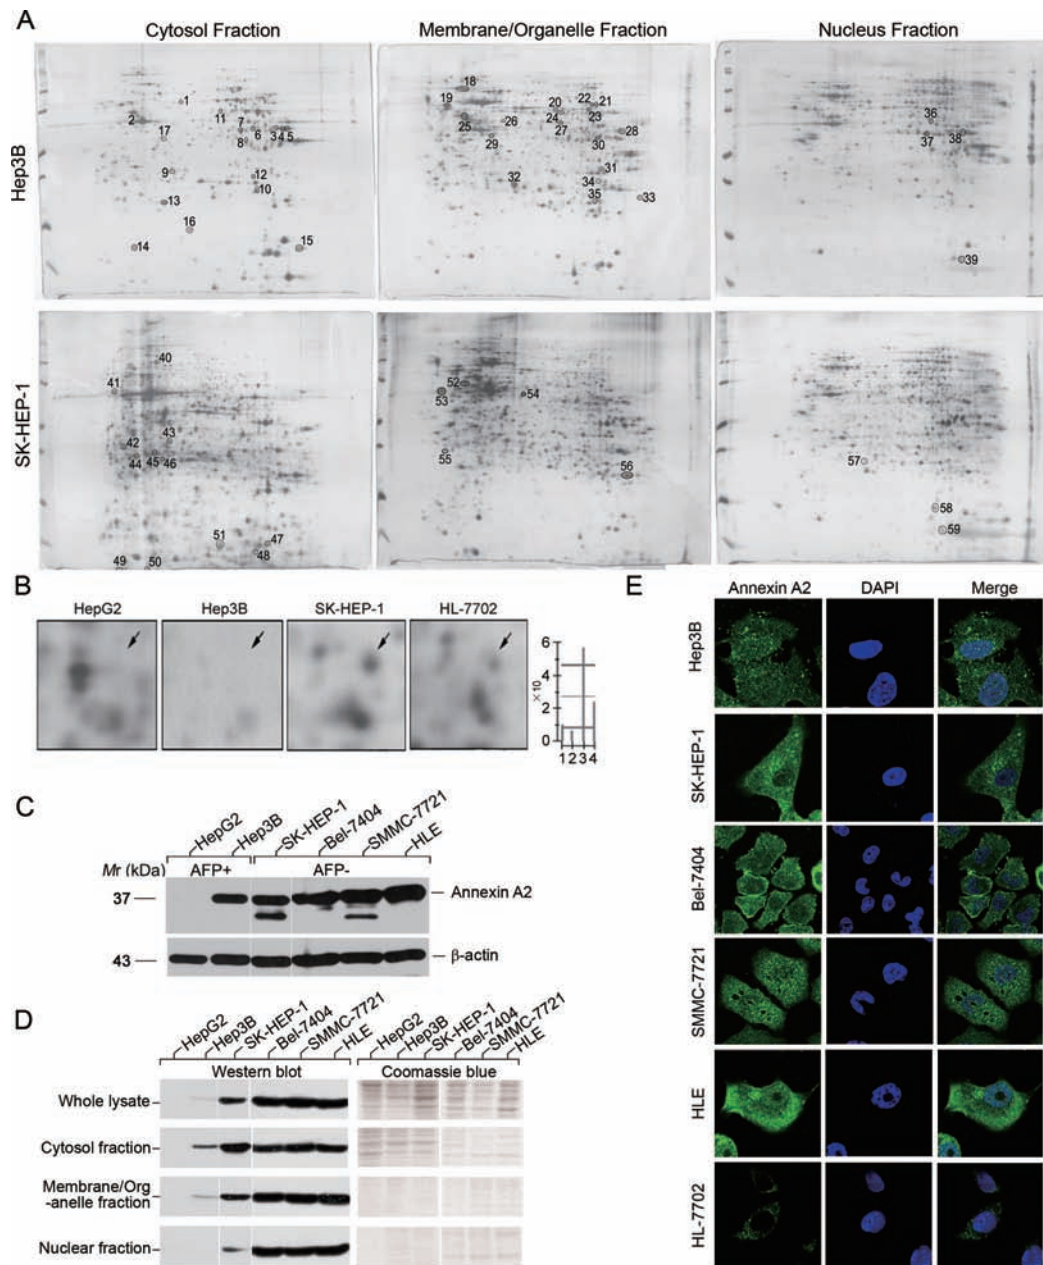 A
Cytosol Fraction
Membrane/Organelle Fraction
Nucleus Fraction
Hep3B
1
2
3
4
5
6
7
8
9
10
11
12
13
14
15
16
17
18
19
20
21
22
23
24
25
26
27
28
29
30
31
32
33
34
35
36
37
38
39
SK-HEP-1
40
41
42
43
44
45
46
47
48
49
50
51
52
53
54
55
56
57
58
59
B
HepG2
Hep3B
SK-HEP-1
HL-7702
6
4
2
0
×10
1 2 3 4
C
HepG2
Hep3B
SK-HEP-1
Bel-7404
SMMC-7721
HLE
Mr (kDa)
AFP+
AFP-
37
Annexin A2
43
β-actin
D
HepG2
Hep3B
SK-HEP-1
Bel-7404
SMMC-7721
HLE
HepG2
Hep3B
SK-HEP-1
Bel-7404
SMMC-7721
HLE
Western blot
Coomassie blue
Whole lysate
Cytosol fraction
Membrane/Org
-anelle fraction
Nuclear fraction
E
Annexin A2
DAPI
Merge
Hep3B
SK-HEP-1
Bel-7404
SMMC-7721
HLE
HL-7702